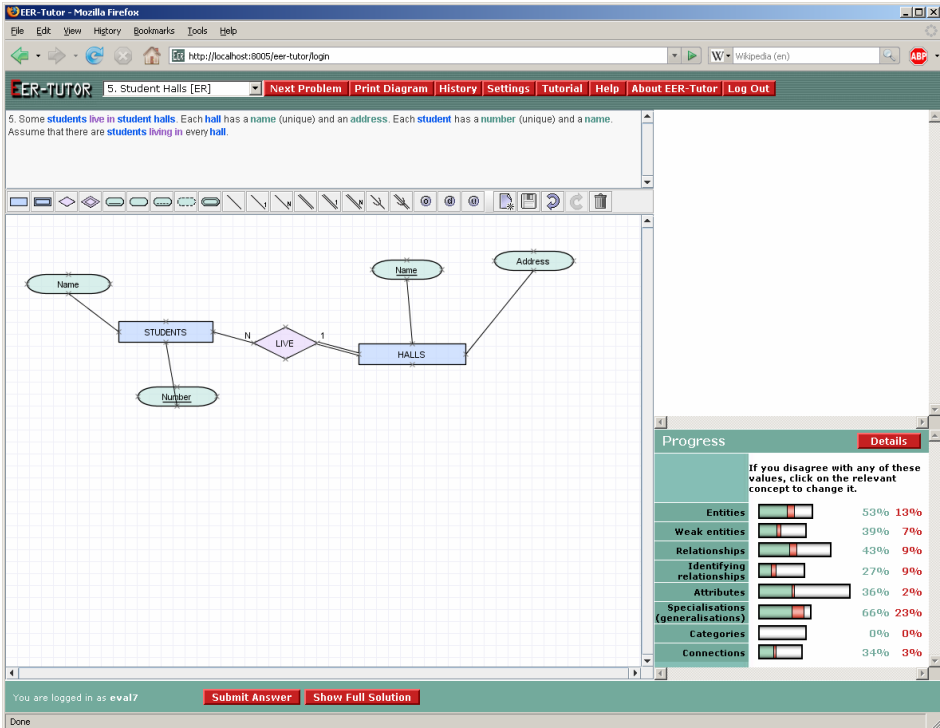 EER-Tutor - Mozilla Firefox
File Edit View History Bookmarks Tools Help
http://localhost:8005/eer-tutor/login
W Wikipedia (en)
ABP
EER-TUTOR 5. Student Halls [ER] Next Problem Print Diagram History Settings Tutorial Help About EER-Tutor Log Out
5. Some students live in student halls. Each hall has a name (unique) and an address. Each student has a number (unique) and a name.
Assume that there are students living in every hall.
1 N 1 N o d u
Address
Name
Name
STUDENTS
N
LIVE
1
HALLS
Number
Progress Details
If you disagree with any of these
values, click on the relevant
concept to change it.
Entities 53% 13%
Weak entities 39% 7%
Relationships 43% 9%
Identifying
relationships 27% 9%
Attributes 36% 2%
Specialisations
(generalisations) 66% 23%
Categories 0% 0%
Connections 34% 3%
You are logged in as eval7 Submit Answer Show Full Solution
Done